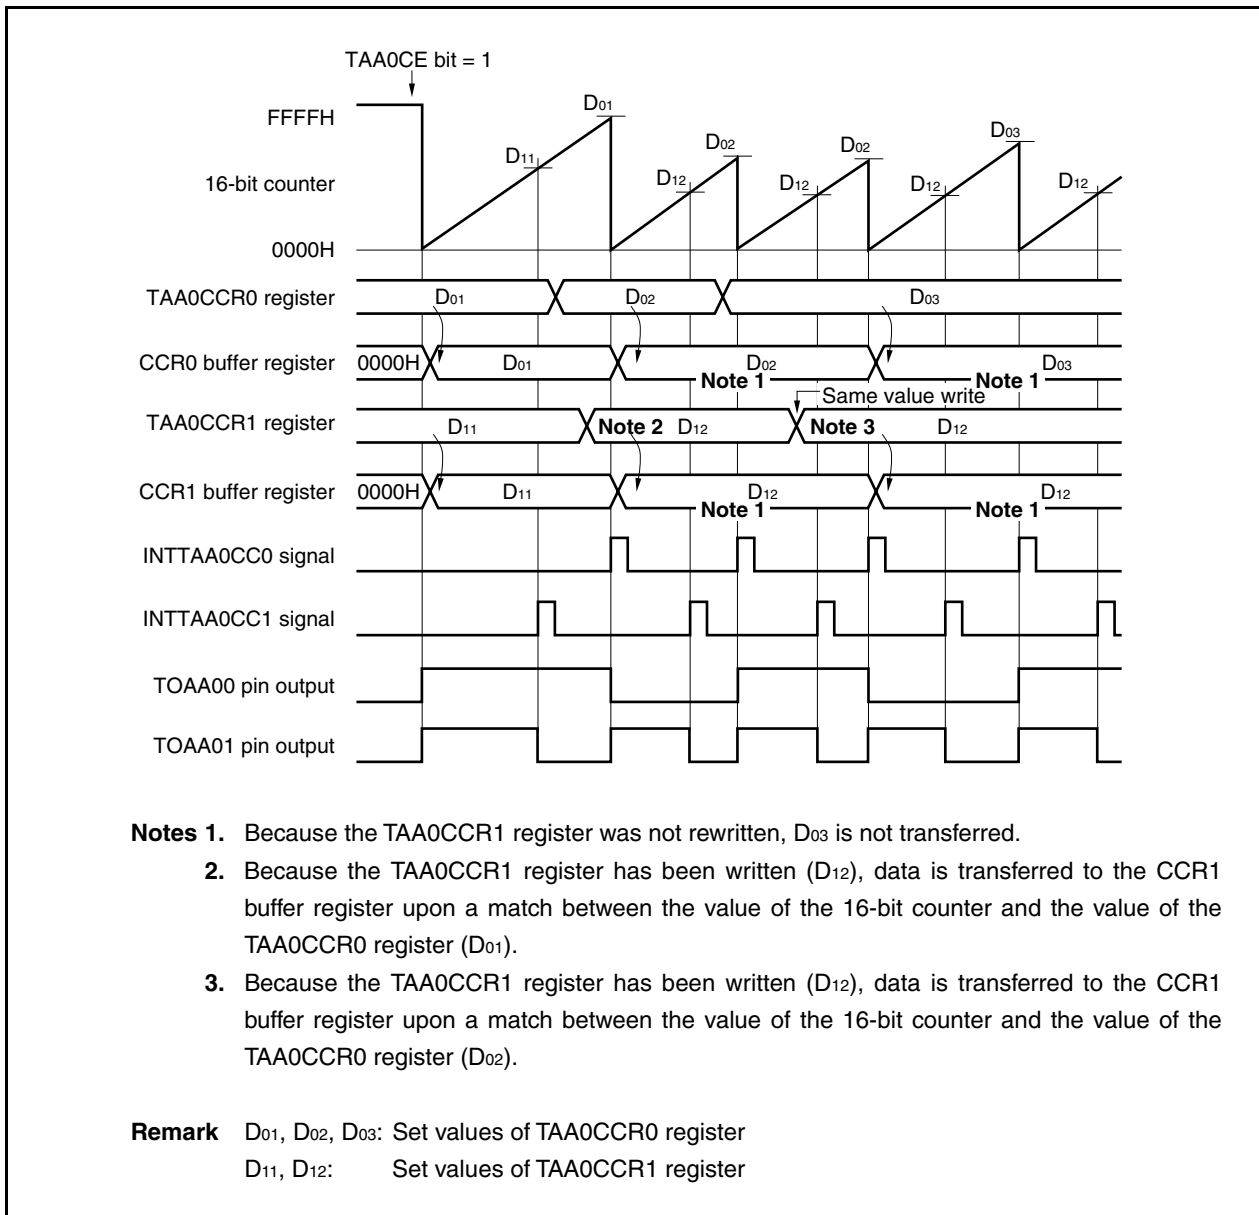 TAA0CE bit = 1
FFFFH
16-bit counter
0000H
D01
D11
D02
D12
D02
D12
D03
D12
D12
TAA0CCR0 register
D01
D02
D03
CCR0 buffer register
0000H
D01
D02
Note 1
D03
Note 1
Same value write
TAA0CCR1 register
D11
Note 2
D12
Note 3
D12
CCR1 buffer register
0000H
D11
D12
Note 1
D12
Note 1
INTTAA0CC0 signal
INTTAA0CC1 signal
TOAA00 pin output
TOAA01 pin output
Notes 1. Because the TAA0CCR1 register was not rewritten, D03 is not transferred.
2. Because the TAA0CCR1 register has been written (D12), data is transferred to the CCR1
buffer register upon a match between the value of the 16-bit counter and the value of the
TAA0CCR0 register (D01).
3. Because the TAA0CCR1 register has been written (D12), data is transferred to the CCR1
buffer register upon a match between the value of the 16-bit counter and the value of the
TAA0CCR0 register (D02).
Remark D01, D02, D03: Set values of TAA0CCR0 register
D11, D12: Set values of TAA0CCR1 register